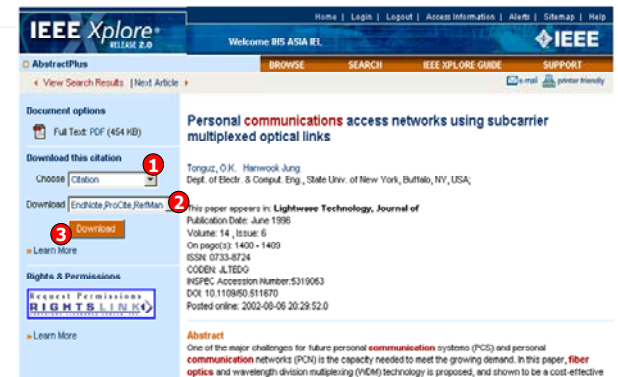 Home | Login | Logout | Access Information | Alerts | Sitemap | Help
IEEE Xplore®
RELEASE 2.0
Welcome IHS ASIA IEL
IEEE
AbstractPlus
BROWSE SEARCH IEEE XPLORE GUIDE SUPPORT
View Search Results | Next Article
e-mail printer friendly
Document options
Full Text: PDF (454 KB)
Download this citation
1
Choose Citation
Download EndNote,ProCite,RefMan
2
3
Download
» Learn More
Rights & Permissions
Request Permissions
RIGHTSLINK
» Learn More
Personal communications access networks using subcarrier
multiplexed optical links
Tonguz, O.K. Hanwook Jung
Dept. of Electr. & Comput. Eng., State Univ. of New York, Buffalo, NY, USA;
This paper appears in: Lightwave Technology, Journal of
Publication Date: June 1996
Volume: 14 , Issue: 6
On page(s): 1400 - 1409
ISSN: 0733-8724
CODEN: JLTEDG
INSPEC Accession Number:5319063
DOI: 10.1109/50.511670
Posted online: 2002-08-06 20:29:52.0
Abstract
One of the major challenges for future personal communication systems (PCS) and personal
communication networks (PCN) is the capacity needed to meet the growing demand. In this paper, fiber
optics and wavelength division multiplexing (WDM) technology is proposed, and shown to be a cost-effective